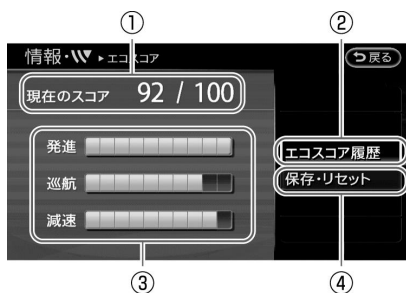 ① ②
情報・ ▸ エコスコア
戻る
現在のスコア 92 / 100
発進
エコスコア履歴
巡航
保存・リセット
減速
③ ④